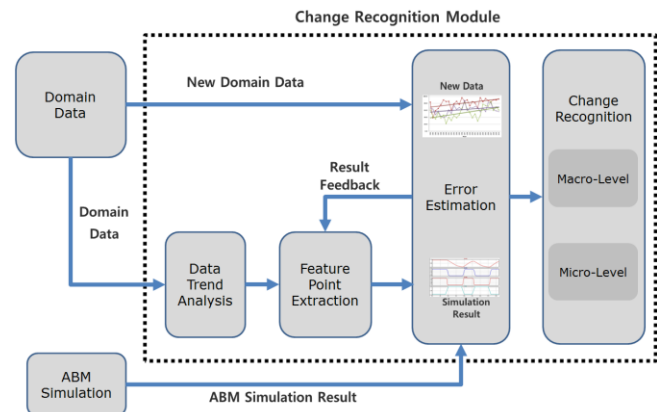 Change Recognition Module
Domain
Data
New Domain Data
New Data
Change
Recognition
Macro-Level
Micro-Level
Result
Feedback
Error
Estimation
Domain
Data
Data
Trend
Analysis
Feature
Point
Extraction
Simulation
Result
ABM
Simulation
ABM Simulation Result